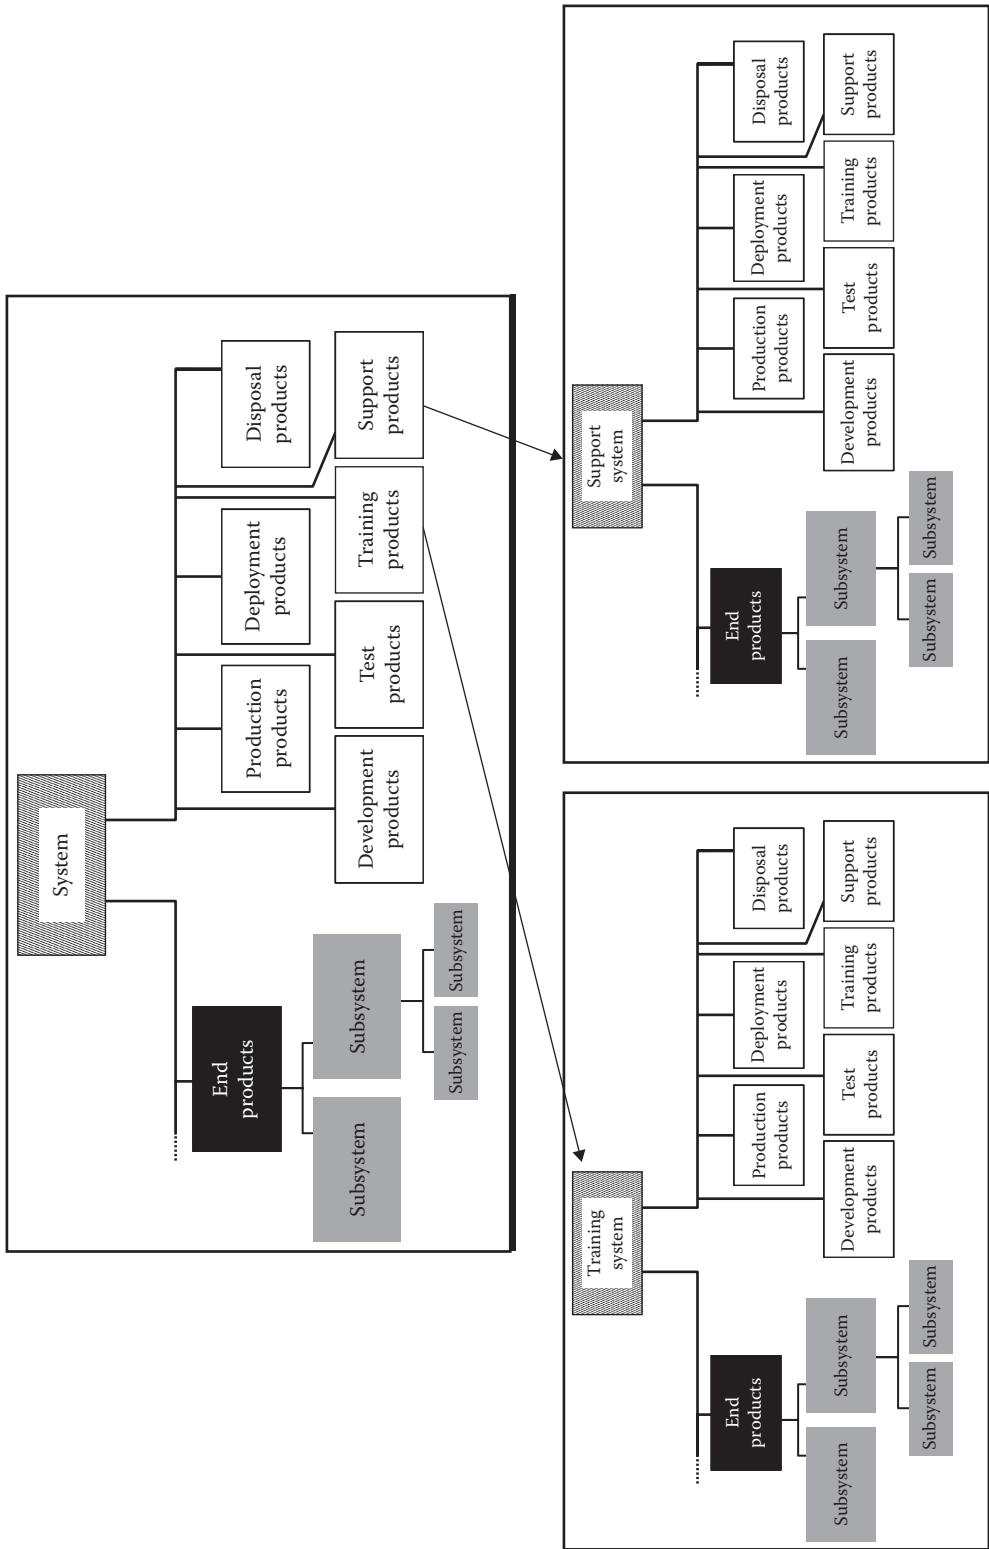 System
End
products
Subsystem
Subsystem
Subsystem
Subsystem
Production
products
Deployment
products
Disposal
products
Development
products
Test
products
Training
products
Support
products
Training
system
End
products
Subsystem
Subsystem
Subsystem
Subsystem
Production
products
Deployment
products
Disposal
products
Development
products
Test
products
Training
products
Support
products
Support
system
End
products
Subsystem
Subsystem
Subsystem
Subsystem
Production
products
Deployment
products
Disposal
products
Development
products
Test
products
Training
products
Support
products